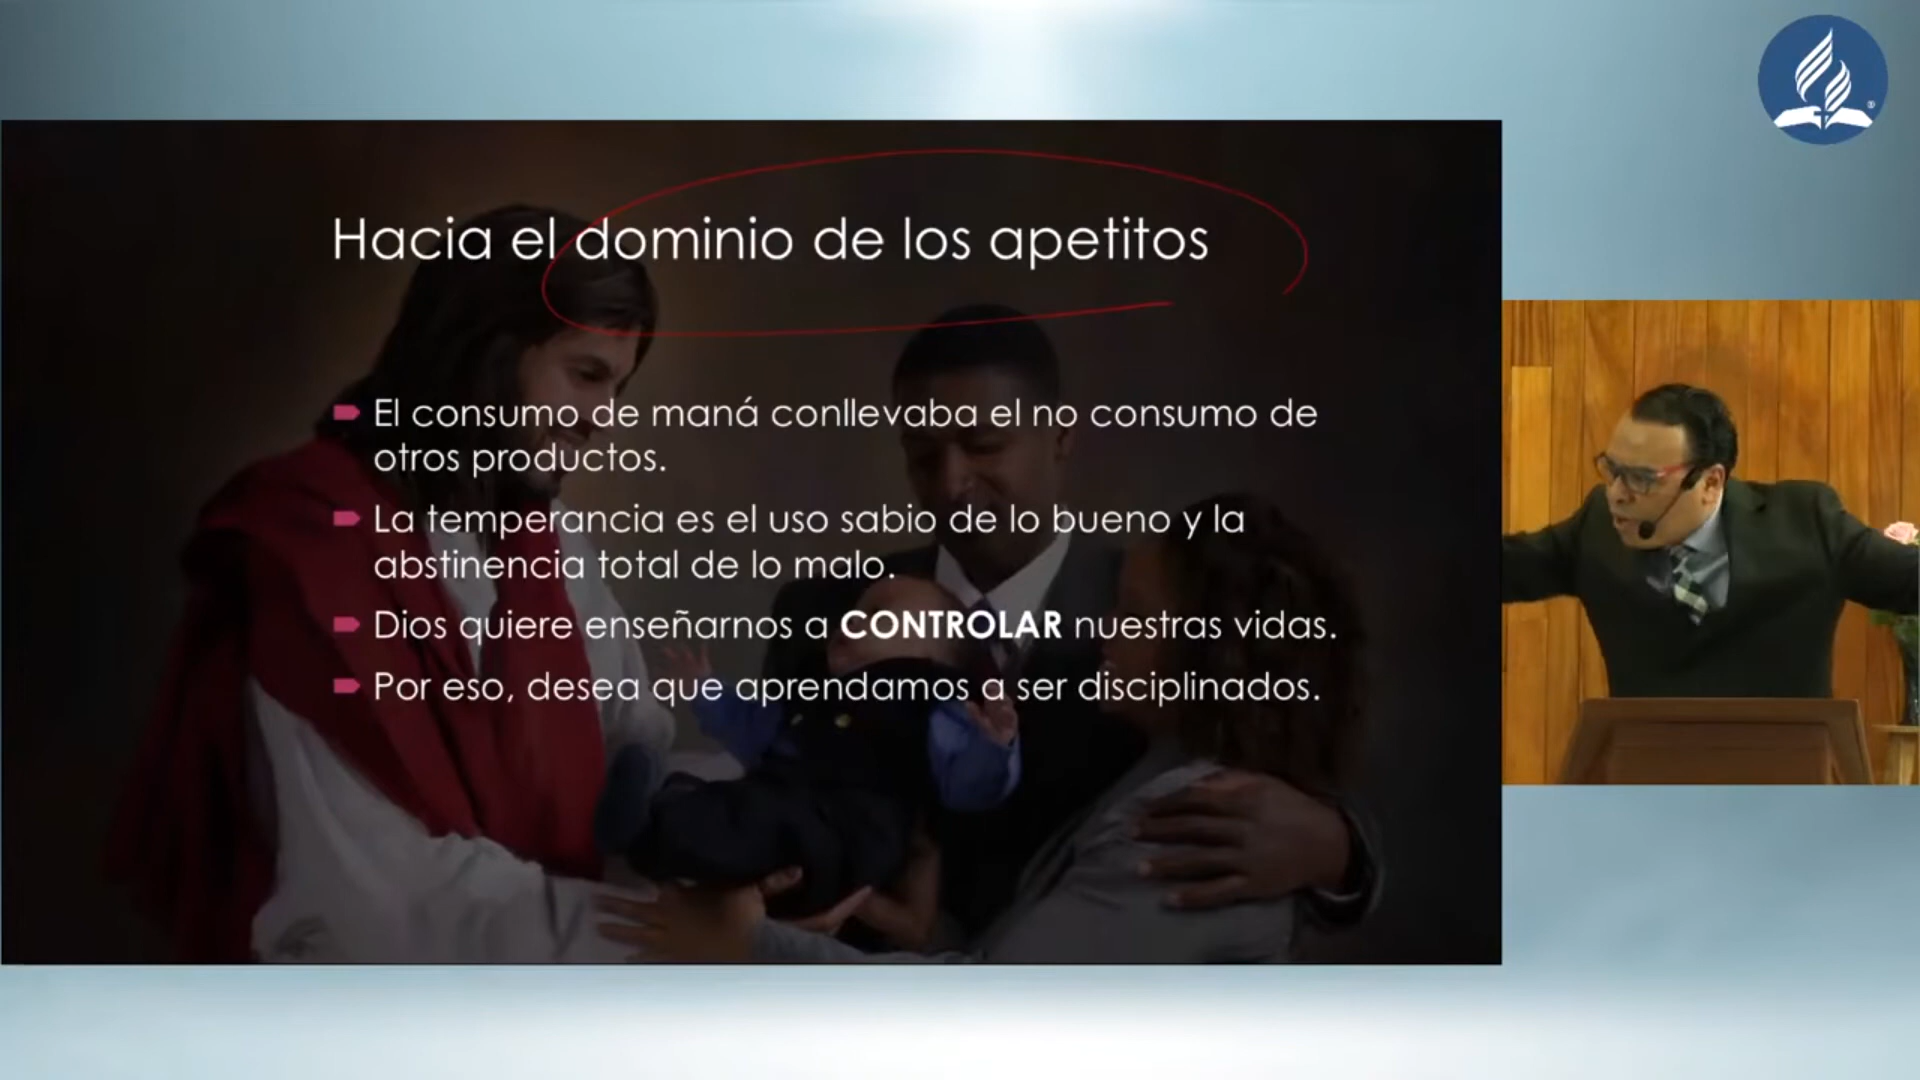 Hacia el dominio de los apetitos
El consumo de maná conllevaba el no consumo de
otros productos.
La temperancia es el uso sabio de lo bueno y la
abstinencia total de lo malo.
Dios quiere enseñarnos a CONTROLAR nuestras vidas.
Por eso, desea que aprendamos a ser disciplinados.
®